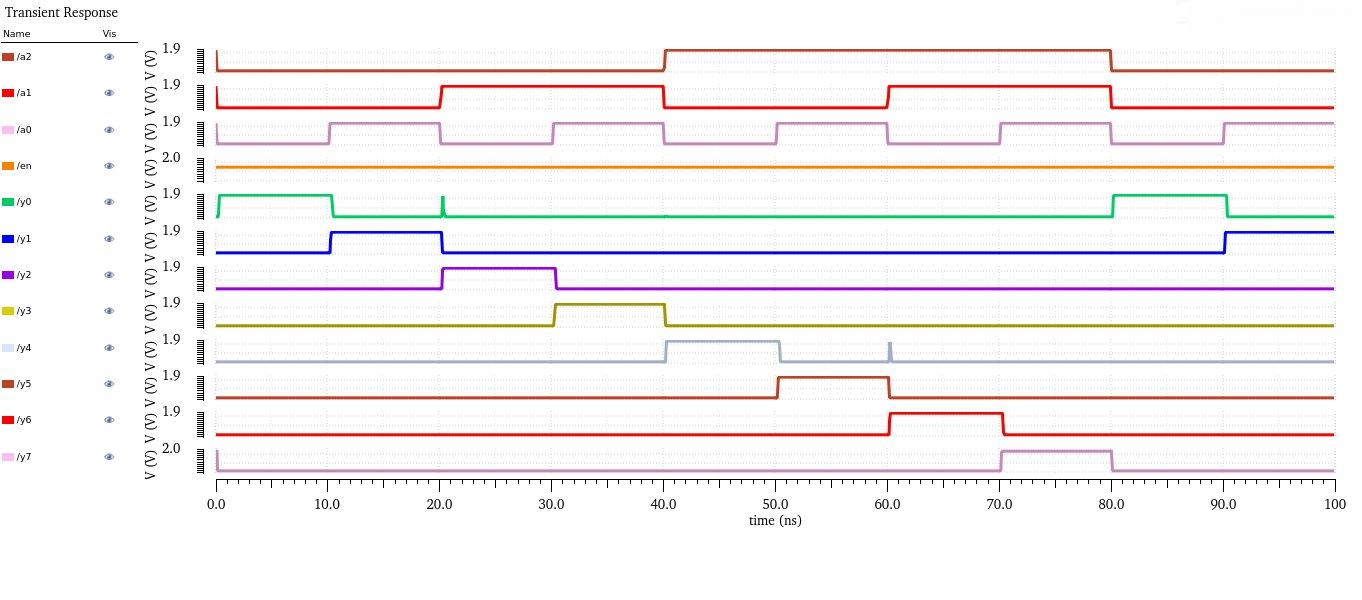 Transient Response
Name Vis
/a2 V (V) 1.9
/a1 V (V) 1.9
/a0 V (V) 1.9
/en V (V) 2.0
/y0 V (V) 1.9
/y1 V (V) 1.9
/y2 V (V) 1.9
/y3 V (V) 1.9
/y4 V (V) 1.9
/y5 V (V) 1.9
/y6 V (V) 1.9
/y7 V (V) 2.0
0.0 10.0 20.0 30.0 40.0 50.0 60.0 70.0 80.0 90.0 100
time (ns)